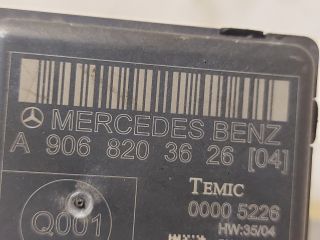 MERCEDES BENZ
A 906 820 36 26 [04]
TEMIC
0000 5226
HW:35/04
Q001